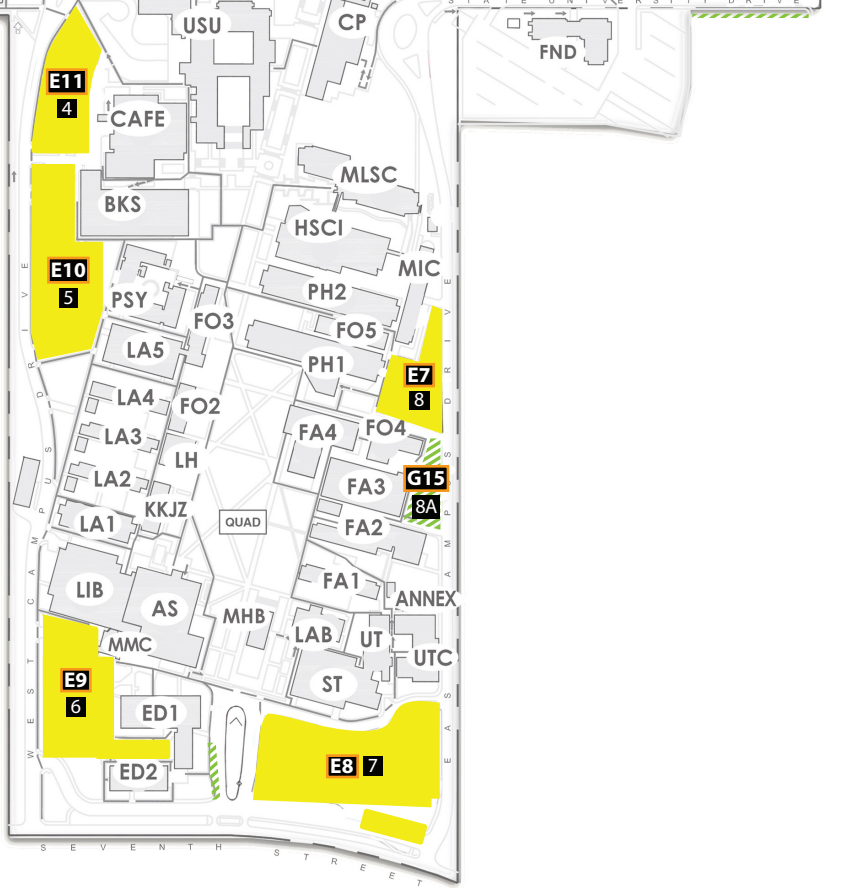 STATE UNIVERSITY DRIVE
USU
CP
FND
E11
4
CAFE
MLSC
BKS
HSCI
MIC
E10
5
PSY
PH2
FO3
FO5
LA5
PH1
E7
8
LA4
FO2
FA4
FO4
LA3
LH
LA2
FA3
G15
8A
KKJZ
LA1
QUAD
FA2
FA1
LIB
AS
MHB
ANNEX
LAB
UT
MMC
UTC
E9
6
ST
ED1
E8
7
ED2
WEST CAMPUS DRIVE
EAST CAMPUS DRIVE
SEVENTH STREET